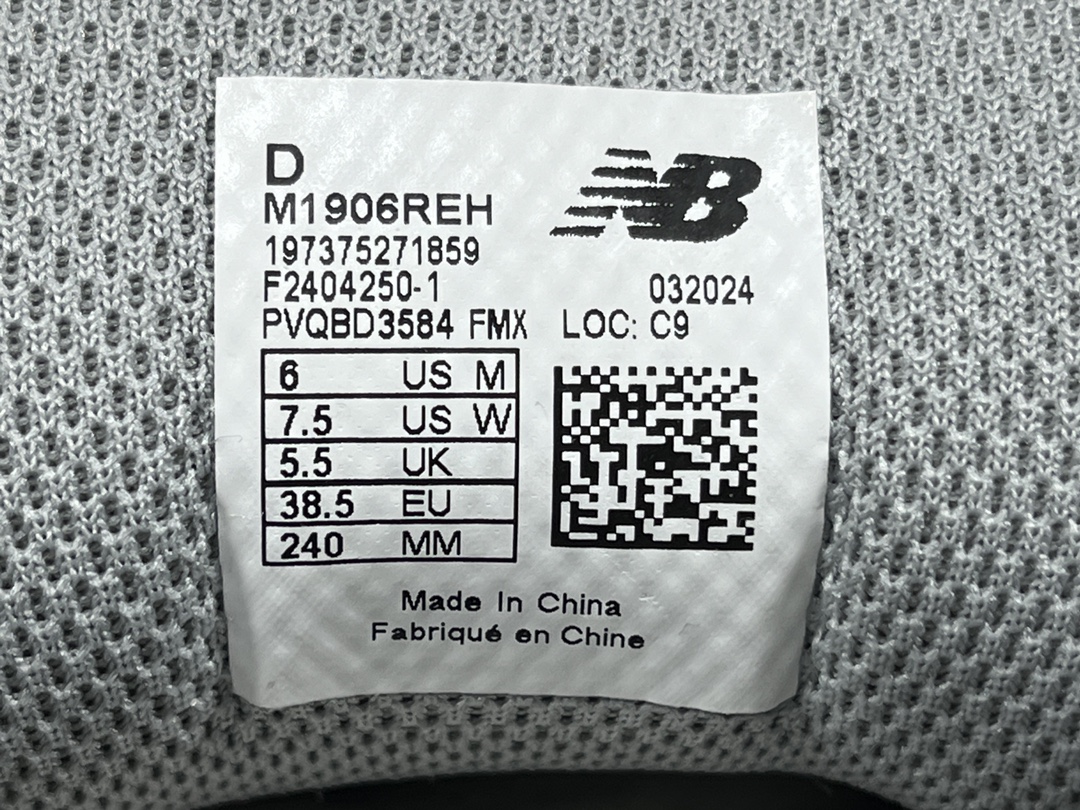 D
M1906REH
NB
197375271859
F2404250-1 032024
PVQBD3584 FMX LOC: C9
6 US M
7.5 US W
5.5 UK
38.5 EU
240 MM
Made In China
Fabriqué en Chine